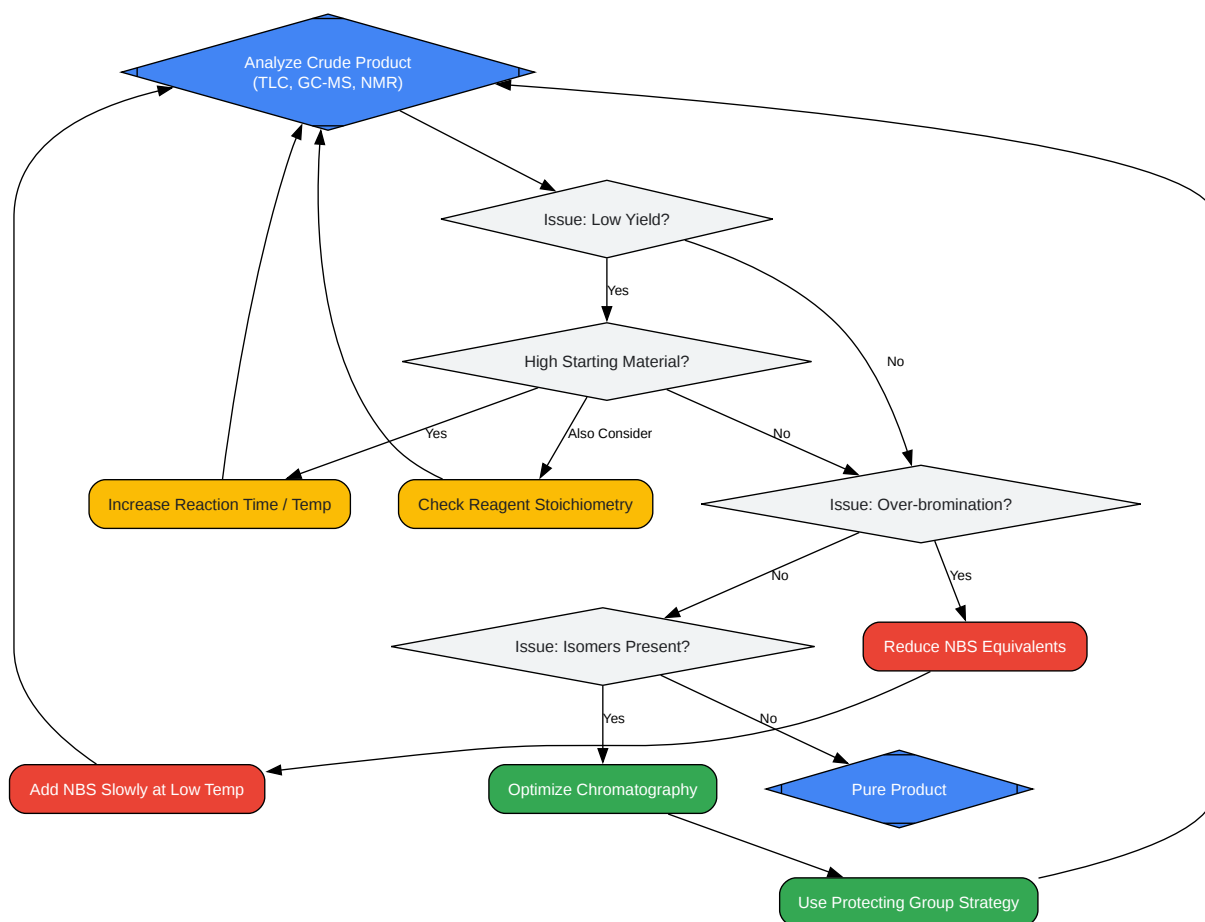 Analyze Crude Product
(TLC, GC-MS, NMR)
Issue: Low Yield?
Yes
No
High Starting Material?
Yes
Also Consider
No
Increase Reaction Time / Temp
Check Reagent Stoichiometry
Issue: Over-bromination?
No
Yes
Issue: Isomers Present?
Reduce NBS Equivalents
Yes
No
Add NBS Slowly at Low Temp
Optimize Chromatography
Pure Product
Use Protecting Group Strategy